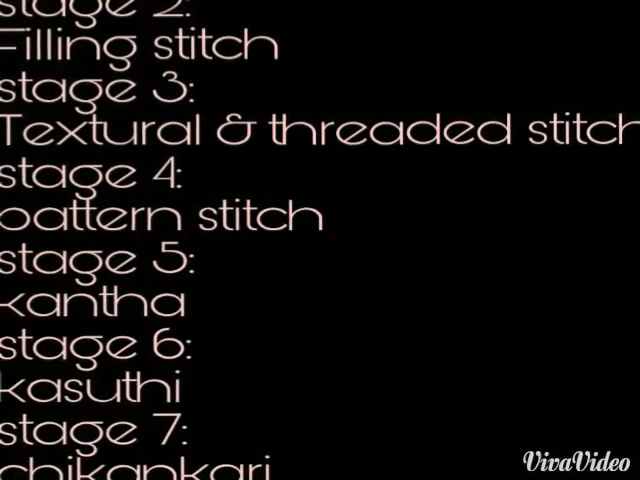 stage 2:
Filling stitch
stage 3:
Textural & threaded stitch
stage 4:
pattern stitch
stage 5:
kantha
stage 6:
kasuthi
stage 7:
chikankari
VivaVideo